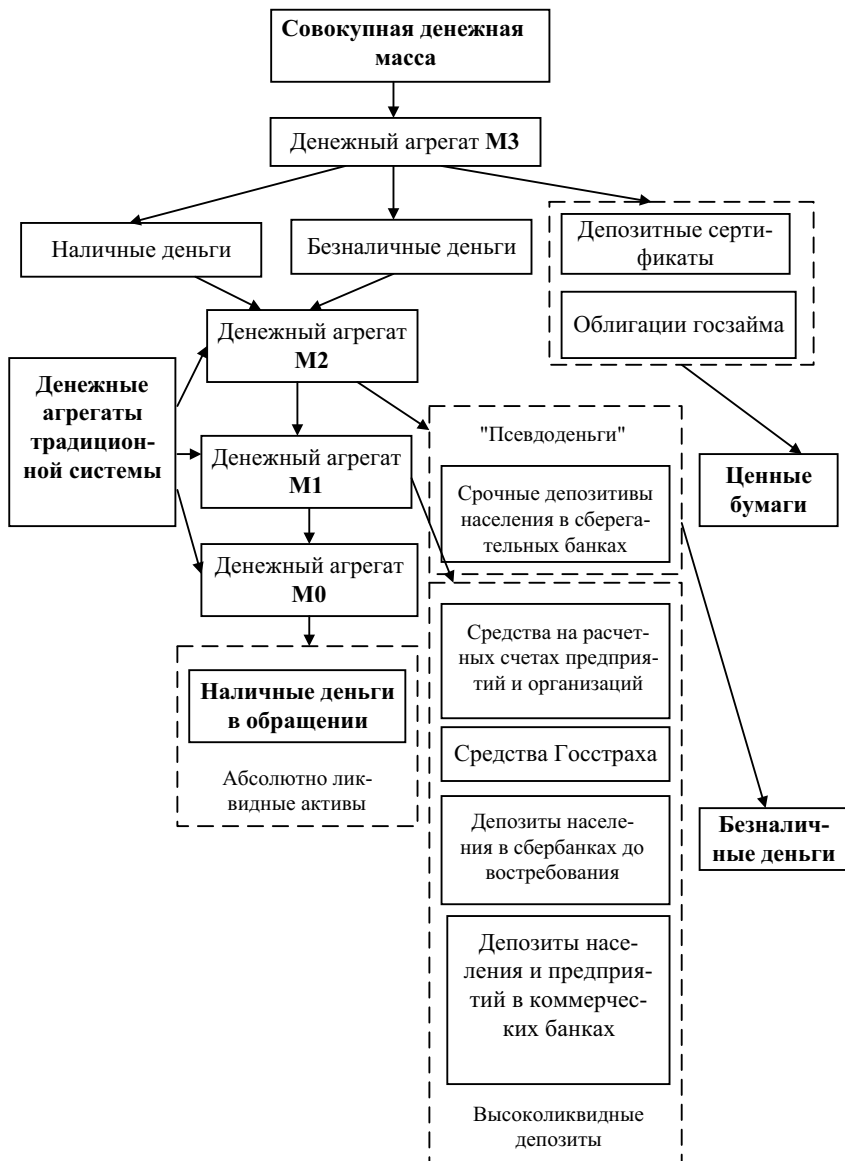 Совокупная денежная
масса
Денежный агрегат М3
Наличные деньги
Безналичные деньги
Депозитные серти-
фикаты
Облигации госзайма
Денежный агрегат
М2
Денежные
агрегаты
традицион-
ной системы
"Псевдоденьги"
Денежный агрегат
М1
Срочные депозитивы
населения в сберега-
ательных банках
Ценные
бумаги
Денежный агрегат
М0
Средства на расчет-
ных счетах предприя-
тий и организаций
Наличные деньги
в обращении
Абсолютно лик-
видные активы
Средства Госстраха
Депозиты населе-
ния в сбербанках до
востребования
Безналич-
ные деньги
Депозиты насе-
ления и предприя-
тий в коммерчес-
ких банках
Высоколиквидные
депозиты